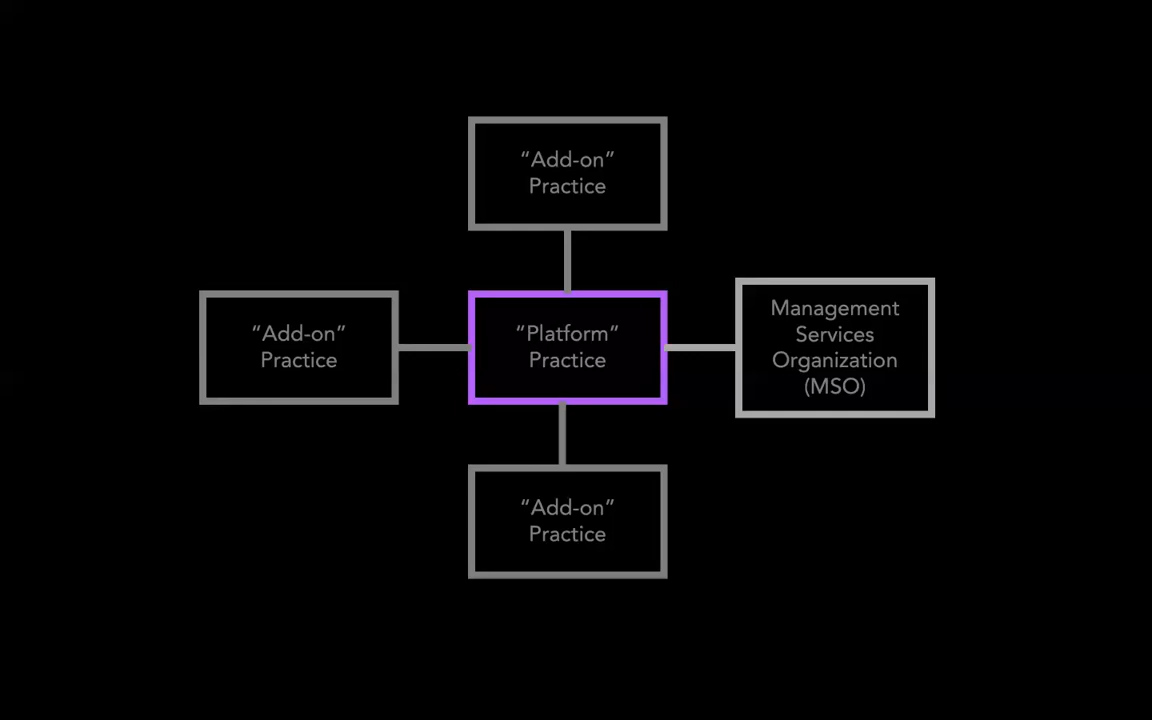 “Add-on”
Practice
“Add-on”
Practice
“Platform”
Practice
Management
Services
Organization
(MSO)
“Add-on”
Practice